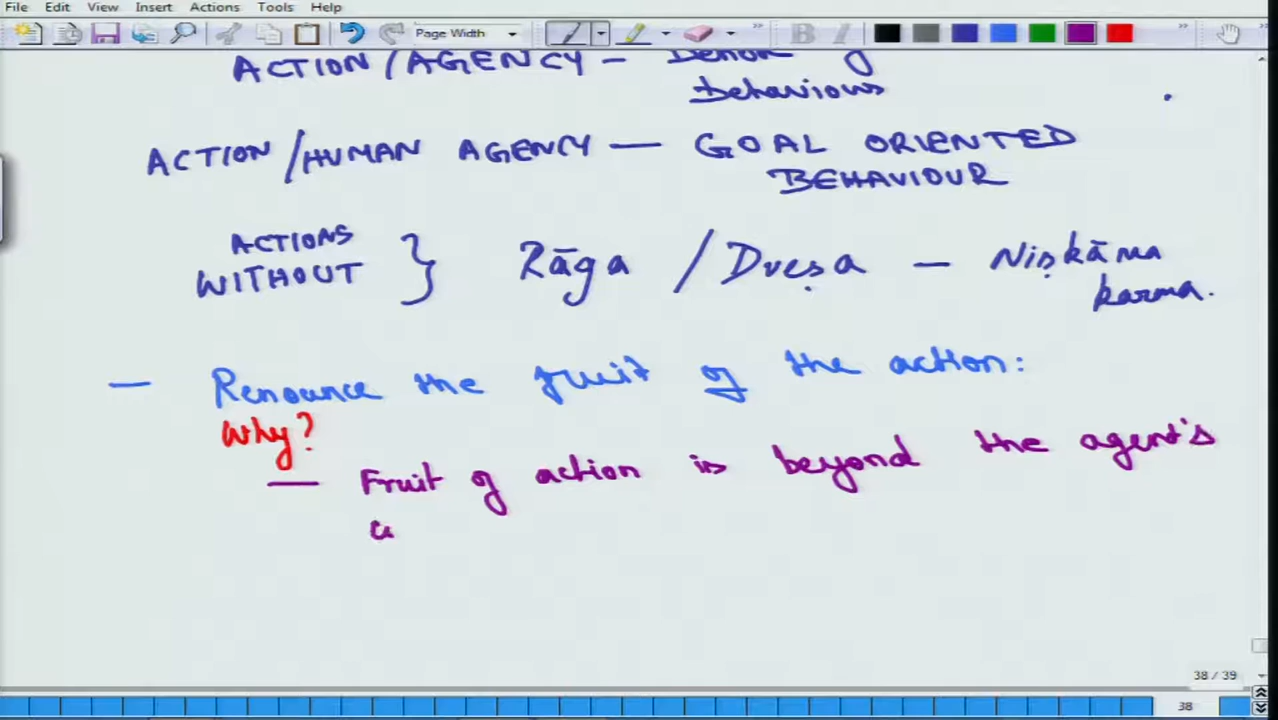 File Edit View Insert Actions Tools Help
Page Width
ACTION/AGENCY –
Behaviours
ACTION/HUMAN AGENCY — GOAL ORIENTED
BEHAVIOUR
ACTIONS
WITHOUT } Rāga / Dveṣa – Niṣkāma
karma.
— Renounce the fruit of the action:
Why?
— Fruit of action is beyond the agent's
a
38 / 39
38